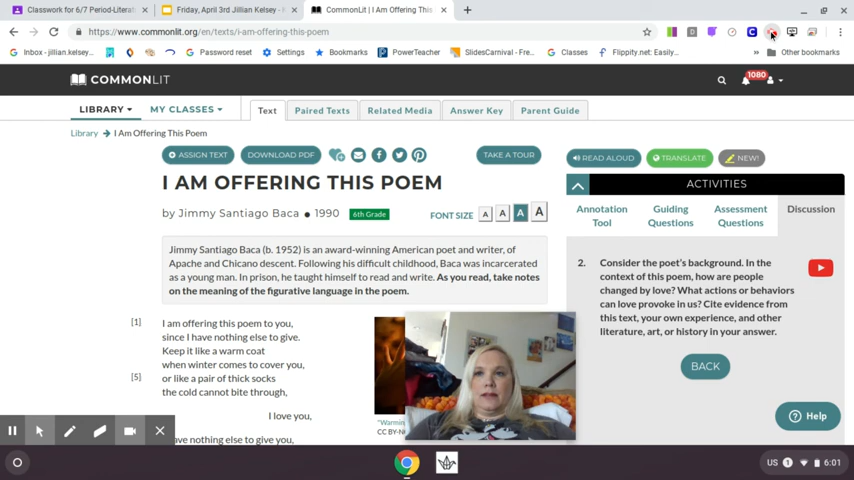 Classwork for 6/7 Period-Litera
Friday, April 3rd Jillian Kelsey -
CommonLit | I Am Offering This
https://www.commonlit.org/en/texts/i-am-offering-this-poem
Inbox - jillian.kelsey...
Password reset
Settings
Bookmarks
PowerTeacher
SlidesCarnival - Fre...
Classes
Flippity.net: Easily...
»
Other bookmarks
COMMONLIT
1080
LIBRARY
MY CLASSES
Text
Paired Texts
Related Media
Answer Key
Parent Guide
Library → I Am Offering This Poem
ASSIGN TEXT
DOWNLOAD PDF
TAKE A TOUR
READ ALOUD
TRANSLATE
NEW!
I AM OFFERING THIS POEM
by Jimmy Santiago Baca ● 1990
6th Grade
FONT SIZE
A A A A
Jimmy Santiago Baca (b. 1952) is an award-winning American poet and writer, of
Apache and Chicano descent. Following his difficult childhood, Baca was incarcerated
as a young man. In prison, he taught himself to read and write. As you read, take notes
on the meaning of the figurative language in the poem.
[1] I am offering this poem to you,
since I have nothing else to give.
Keep it like a warm coat
when winter comes to cover you,
[5] or like a pair of thick socks
the cold cannot bite through,
I love you,
ave nothing else to give you,
"Warmin
CC BY-N
ACTIVITIES
Annotation
Tool
Guiding
Questions
Assessment
Questions
Discussion
2. Consider the poet's background. In the
context of this poem, how are people
changed by love? What actions or behaviors
can love provoke in us? Cite evidence from
this text, your own experience, and other
literature, art, or history in your answer.
BACK
Help
US
1
6:01